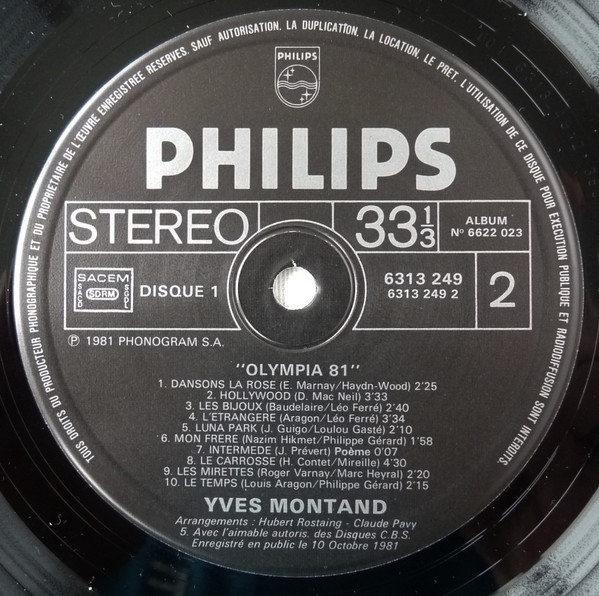 TOUS DROITS DU PRODUCTEUR PHONOGRAPHIQUE ET DU PROPRIETAIRE DE L'ŒUVRE ENREGISTREE RESERVES. SAUF AUTORISATION, LA DUPLICATION, LA LOCATION, LE PRET, L'UTILISATION DE CE DISQUE POUR EXECUTION PUBLIQUE ET RADIODIFFUSION SONT INTERDITS.
PHILIPS
PHILIPS
STEREO
33 1/3
ALBUM
Nº 6622 023
SACEM
SACD
SDRM
SGDL
DISQUE 1
6313 249
6313 249 2
2
Ⓟ 1981 PHONOGRAM S.A.
"OLYMPIA 81"
1. DANSONS LA ROSE (E. Marnay/Haydn-Wood) 2'25
2. HOLLYWOOD (D. Mac Neil) 3'33
3. LES BIJOUX (Baudelaire/Léo Ferré) 2'40
4. L'ETRANGERE (Aragon/Léo Ferré) 3'34
5. LUNA PARK (J. Guigo/Loulou Gasté) 2'10
6. MON FRERE (Nazim Hikmet/Philippe Gérard) 1'58
7. INTERMEDE (J. Prévert) Poème 0'07
8. LE CARROSSE (H. Contet/Mireille) 4'30
9. LES MIRETTES (Roger Varnay/Marc Heyral) 2'20
10. LE TEMPS (Louis Aragon/Philippe Gérard) 2'15
YVES MONTAND
Arrangements : Hubert Rostaing - Claude Pavy
5. Avec l'aimable autoris. des Disques C.B.S.
Enregistré en public le 10 Octobre 1981